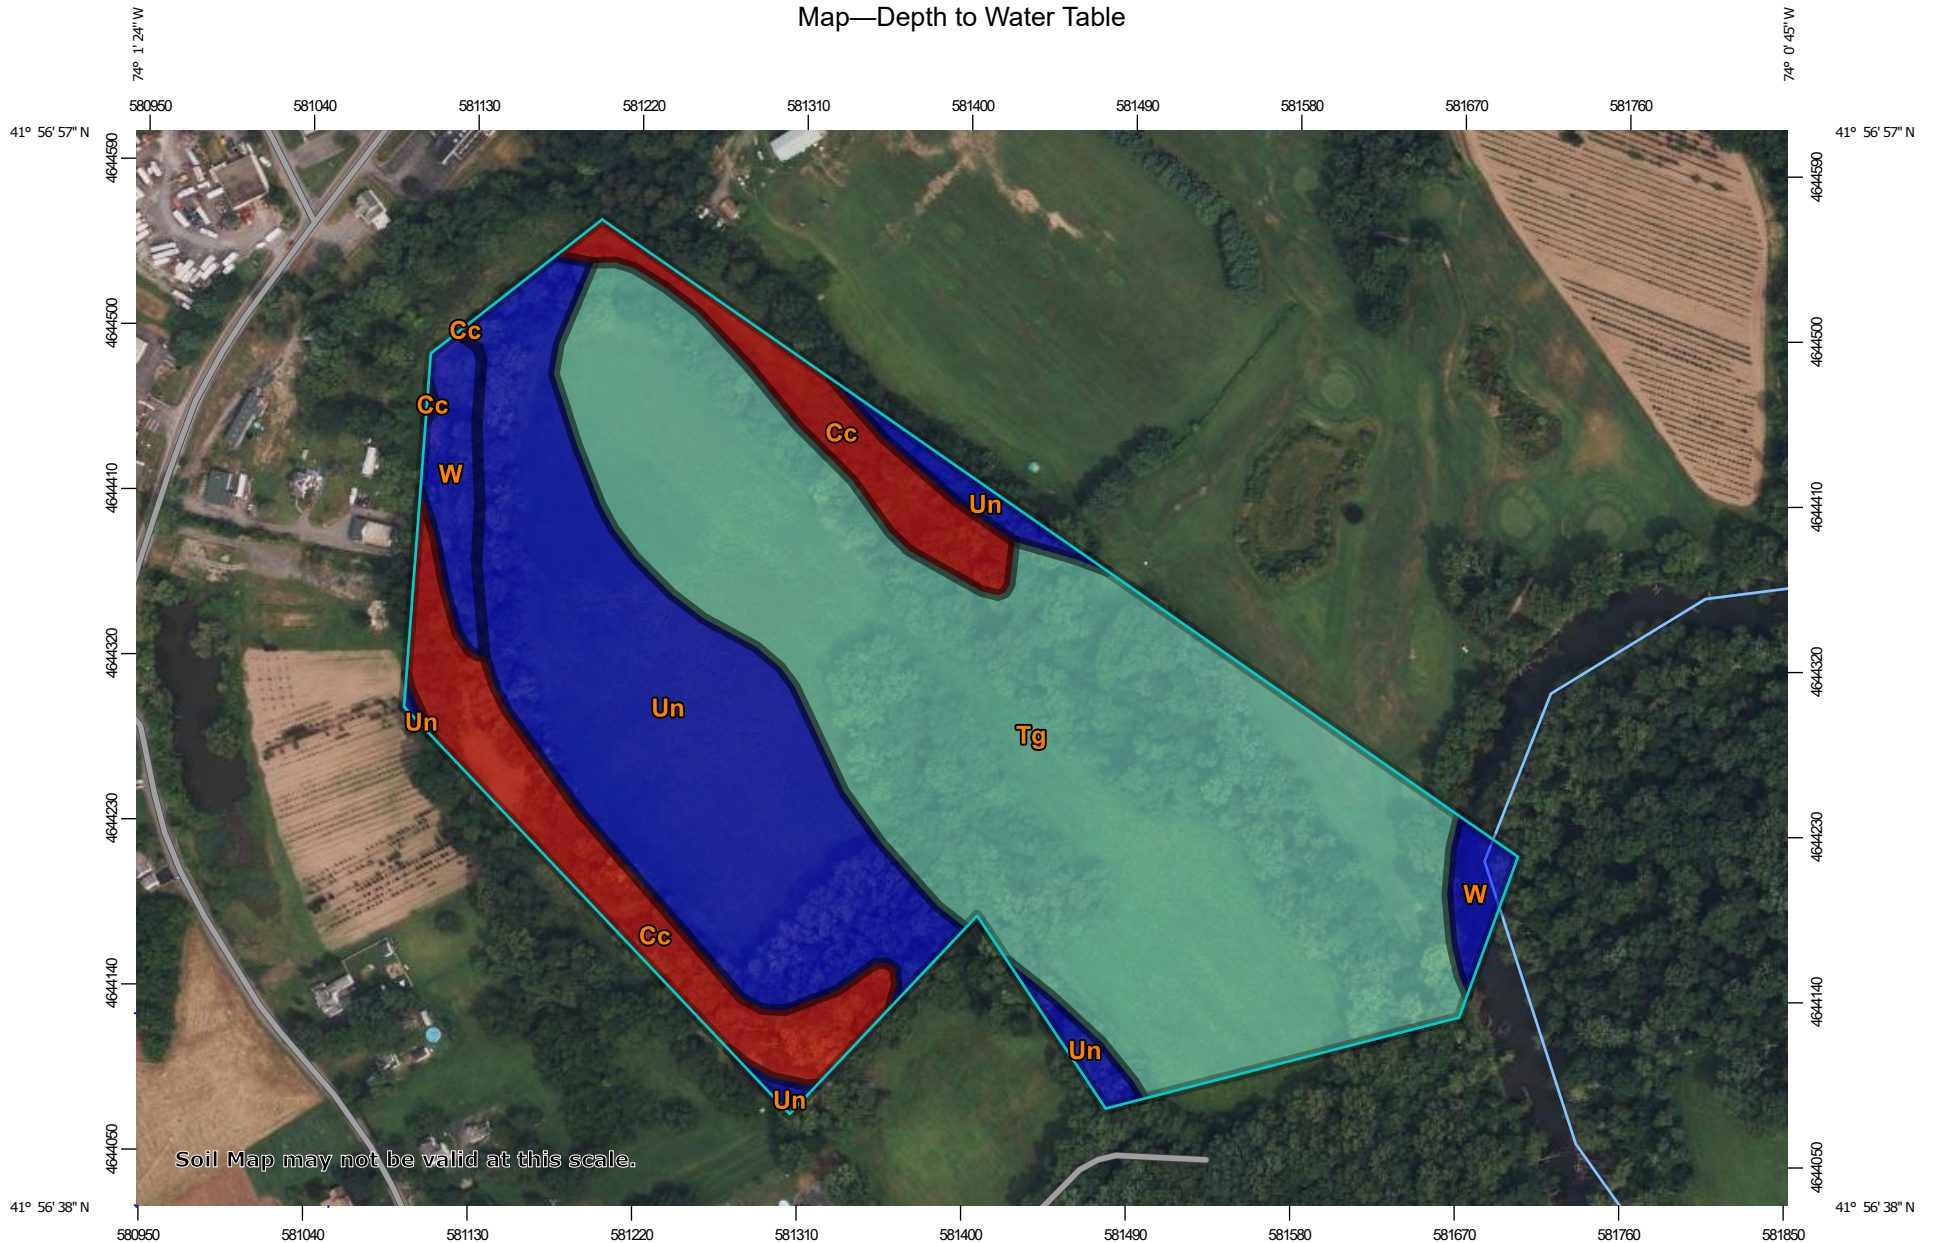 Map—Depth to Water Table
74° 1' 24'' W
74° 0' 45'' W
580950 581040 581130 581220 581310 581400 581490 581580 581670 581760
41° 56' 57'' N
41° 56' 57'' N
4644590
4644590
4644500
4644500
4644410
4644410
4644320
4644320
4644230
4644230
4644140
4644140
4644050
4644050
Cc
Cc
Cc
W
Un
Un
Un
Tg
W
Cc
Un
Un
Soil Map may not be valid at this scale.
41° 56' 38'' N
41° 56' 38'' N
580950 581040 581130 581220 581310 581400 581490 581580 581670 581760 581850